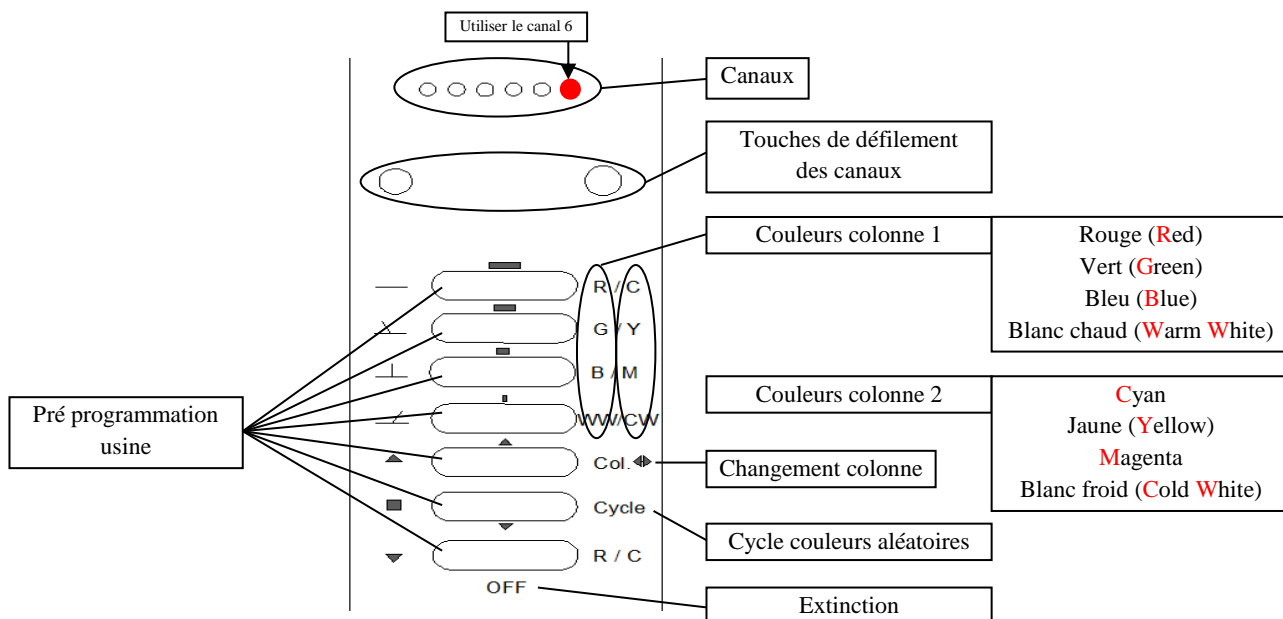 Utiliser le canal 6
Canaux
Touches de défilement
des canaux
Couleurs colonne 1
Rouge (Red)
Vert (Green)
Bleu (Blue)
Blanc chaud (Warm White)
R / C
G / Y
B / M
WW/CW
Col.
Cycle
R / C
OFF
Pré programmation
usine
Couleurs colonne 2
Cyan
Jaune (Yellow)
Magenta
Blanc froid (Cold White)
Changement colonne
Cycle couleurs aléatoires
Extinction